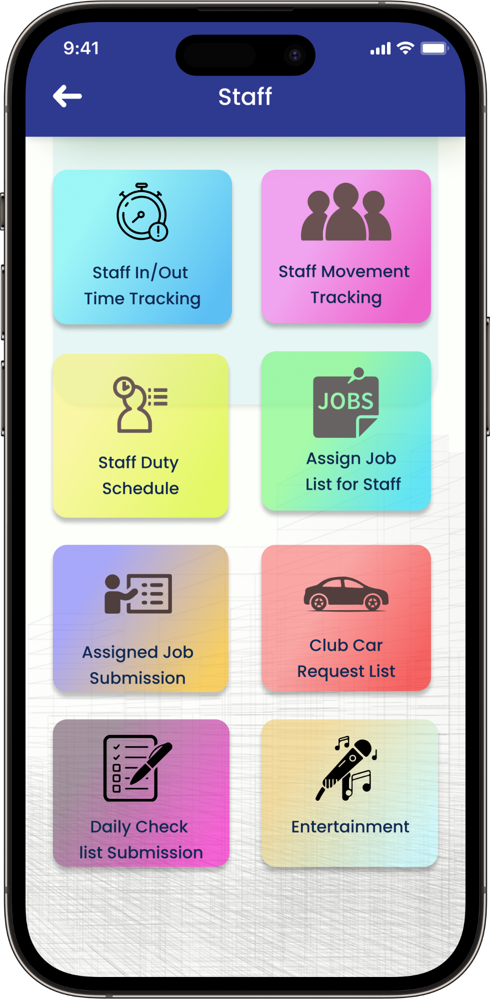 9:41
Staff
Staff In/Out
Time Tracking
Staff Movement
Tracking
Staff Duty
Schedule
JOBS
Assign Job
List for Staff
Assigned Job
Submission
Club Car
Request List
Daily Check
list Submission
Entertainment